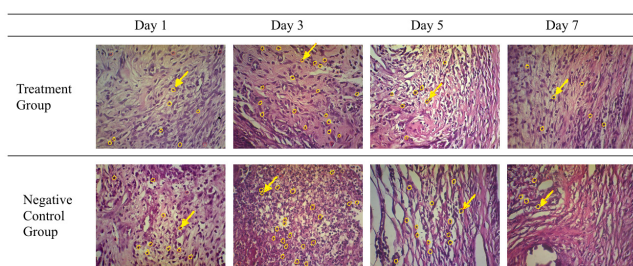 Day 1 Day 3 Day 5 Day 7
Treatment
Group
Negative
Control
Group